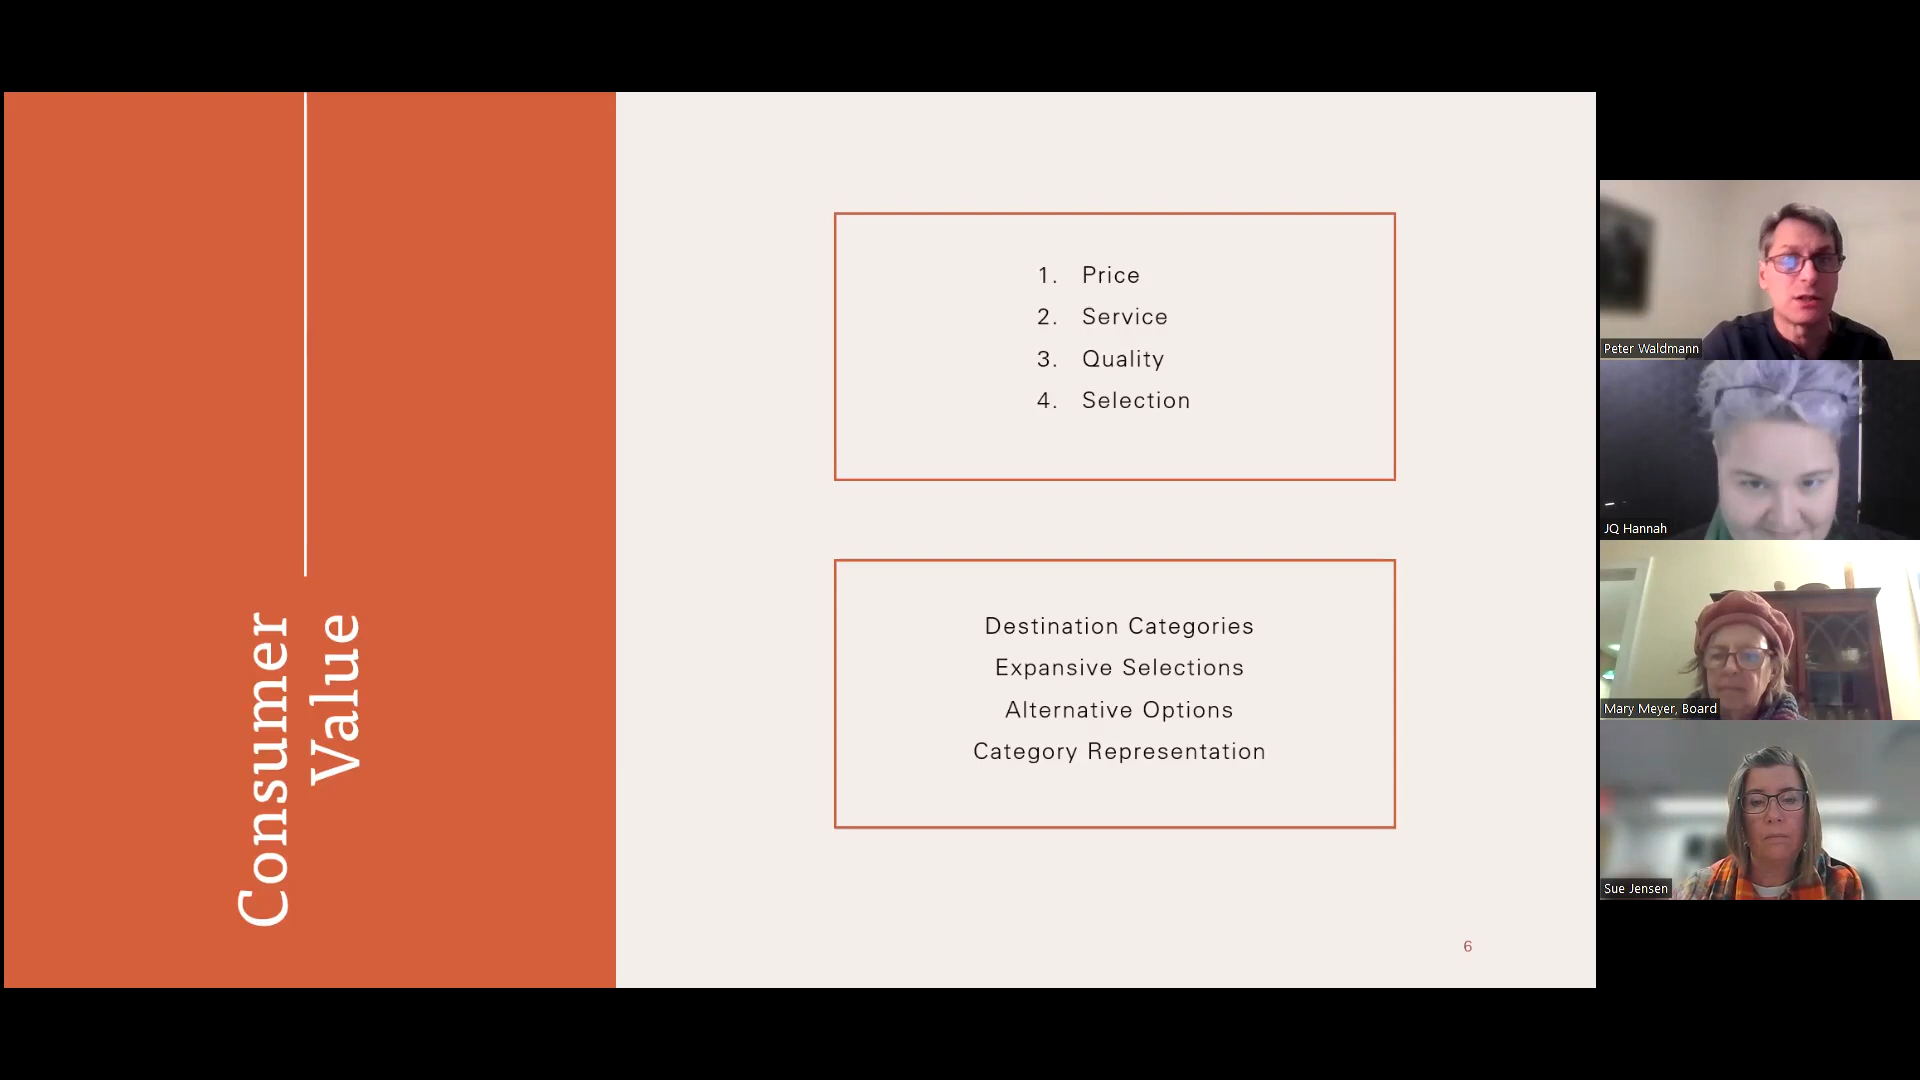 Consumer
Value
1. Price
2. Service
3. Quality
4. Selection
Destination Categories
Expansive Selections
Alternative Options
Category Representation
6
Peter Waldmann
JQ Hannah
Mary Meyer, Board
Sue Jensen